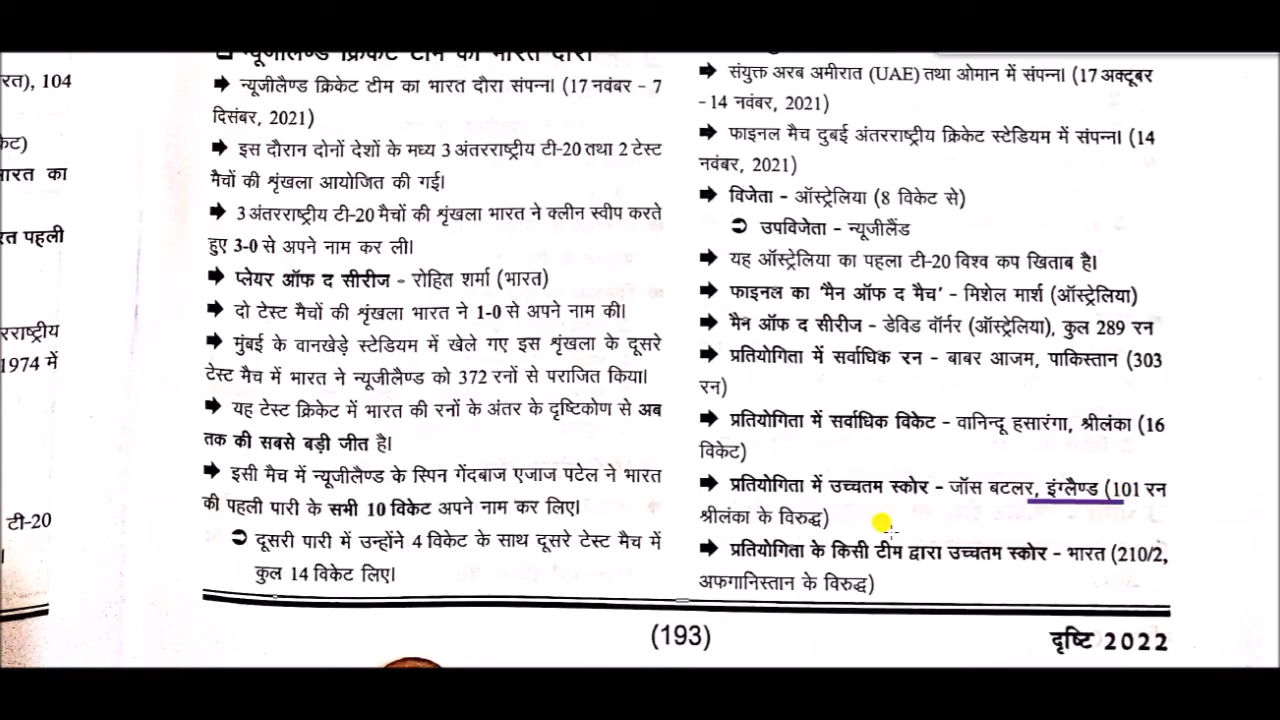 रत), 104
केट)
भारत का
रत पहली
रराष्ट्रीय
1974 में
टी-20
न्यूजीलैण्ड क्रिकेट टीम का भारत दौरा
➡ न्यूजीलैण्ड क्रिकेट टीम का भारत दौरा संपन्न। (17 नवंबर - 7
दिसंबर, 2021)
➡ इस दौरान दोनों देशों के मध्य 3 अंतरराष्ट्रीय टी-20 तथा 2 टेस्ट
मैचों की शृंखला आयोजित की गई।
➡ 3 अंतरराष्ट्रीय टी-20 मैचों की शृंखला भारत ने क्लीन स्वीप करते
हुए 3-0 से अपने नाम कर ली।
➡ प्लेयर ऑफ द सीरीज - रोहित शर्मा (भारत)
➡ दो टेस्ट मैचों की शृंखला भारत ने 1-0 से अपने नाम की।
➡ मुंबई के वानखेड़े स्टेडियम में खेले गए इस शृंखला के दूसरे
टेस्ट मैच में भारत ने न्यूजीलैण्ड को 372 रनों से पराजित किया।
➡ यह टेस्ट क्रिकेट में भारत की रनों के अंतर के दृष्टिकोण से अब
तक की सबसे बड़ी जीत है।
➡ इसी मैच में न्यूजीलैण्ड के स्पिन गेंदबाज एजाज पटेल ने भारत
की पहली पारी के सभी 10 विकेट अपने नाम कर लिए।
➲ दूसरी पारी में उन्होंने 4 विकेट के साथ दूसरे टेस्ट मैच में
कुल 14 विकेट लिए।
➡ संयुक्त अरब अमीरात (UAE) तथा ओमान में संपन्न। (17 अक्टूबर
- 14 नवंबर, 2021)
➡ फाइनल मैच दुबई अंतरराष्ट्रीय क्रिकेट स्टेडियम में संपन्न। (14
नवंबर, 2021)
➡ विजेता - ऑस्ट्रेलिया (8 विकेट से)
➲ उपविजेता - न्यूजीलैंड
➡ यह ऑस्ट्रेलिया का पहला टी-20 विश्व कप खिताब है।
➡ फाइनल का 'मैन ऑफ द मैच' - मिशेल मार्श (ऑस्ट्रेलिया)
➡ मैन ऑफ द सीरीज - डेविड वॉर्नर (ऑस्ट्रेलिया), कुल 289 रन
➡ प्रतियोगिता में सर्वाधिक रन - बाबर आजम, पाकिस्तान (303
रन)
➡ प्रतियोगिता में सर्वाधिक विकेट - वानिन्दू हसारंगा, श्रीलंका (16
विकेट)
➡ प्रतियोगिता में उच्चतम स्कोर - जॉस बटलर, इंग्लैण्ड (101 रन
श्रीलंका के विरुद्ध)
➡ प्रतियोगिता के किसी टीम द्वारा उच्चतम स्कोर - भारत (210/2,
अफगानिस्तान के विरुद्ध)
(193)
दृष्टि 2022